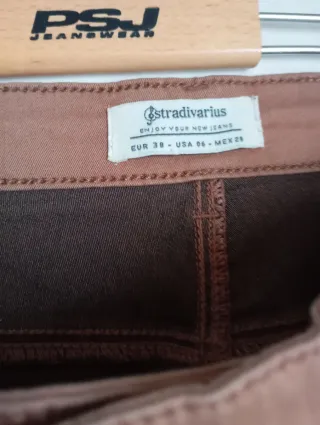 PSJ
JEANSWEAR
stradivarius
ENJOY YOUR NEW JEANS
EUR 38 - USA 06 - MEX 28